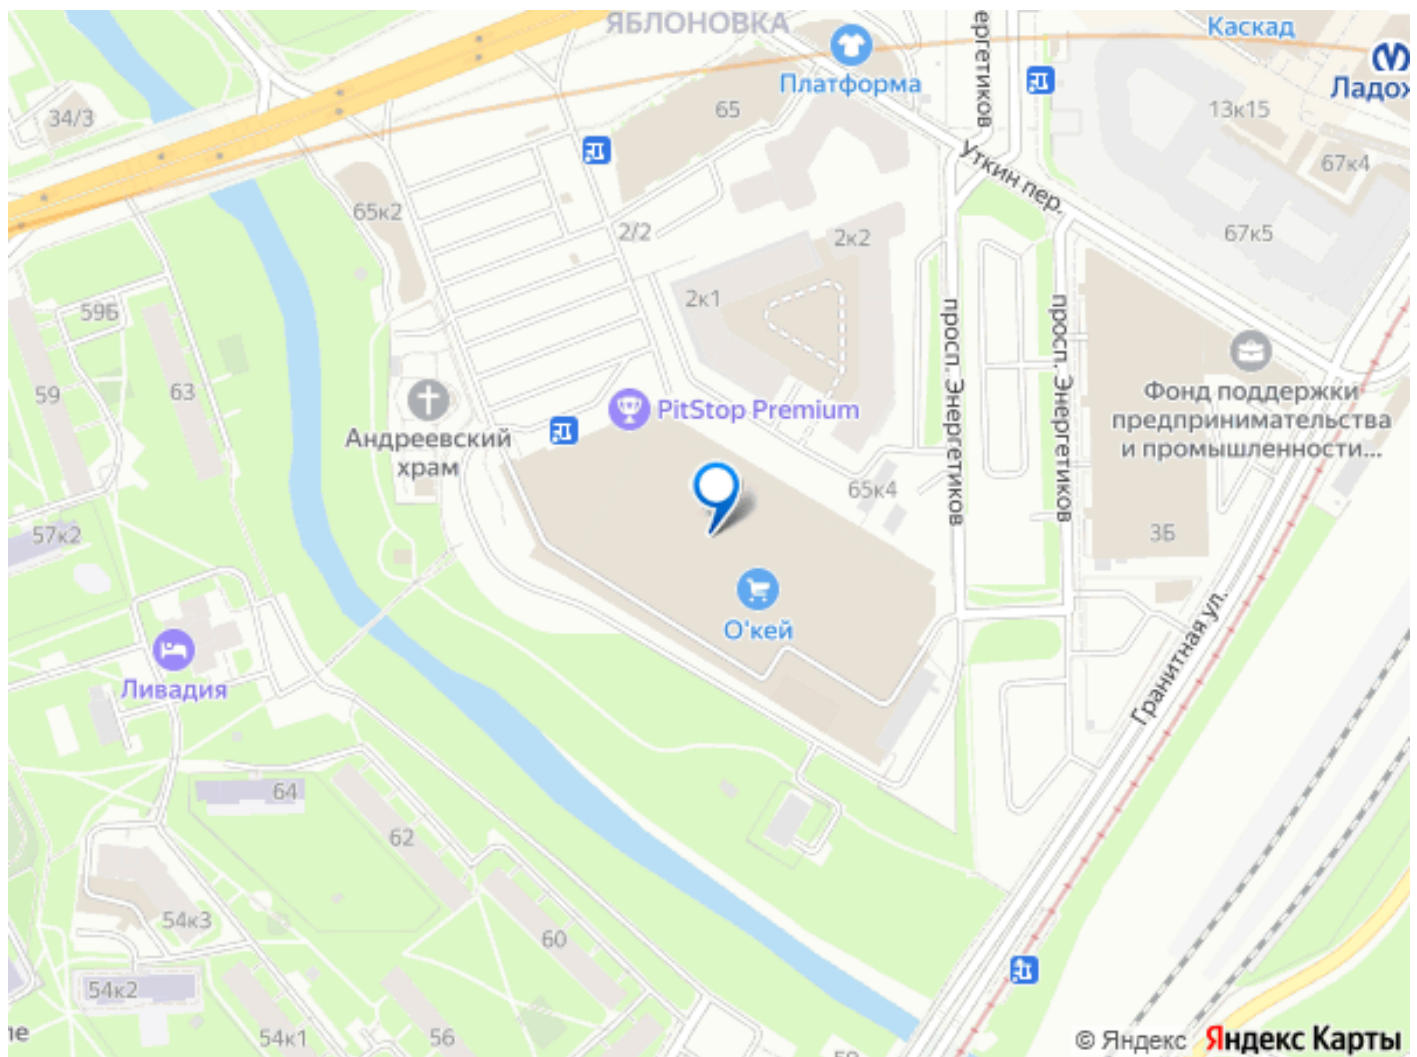 ЯБЛОНОВКА
Каскад
Платформа
Ладож
34/3
65
13к15
67к4
Уткин пер.
65к2
2/2
2к2
67к5
2к1
59Б
59
63
просп. Энергетиков
просп. Энергетиков
PitStop Premium
Андреевский
храм
Фонд поддержки
предпринимательства
и промышленности...
65к4
57к2
3Б
О'кей
Гранитная ул.
Ливадия
64
62
54к3
60
54к2
54к1
56
© Яндекс Яндекс Карты